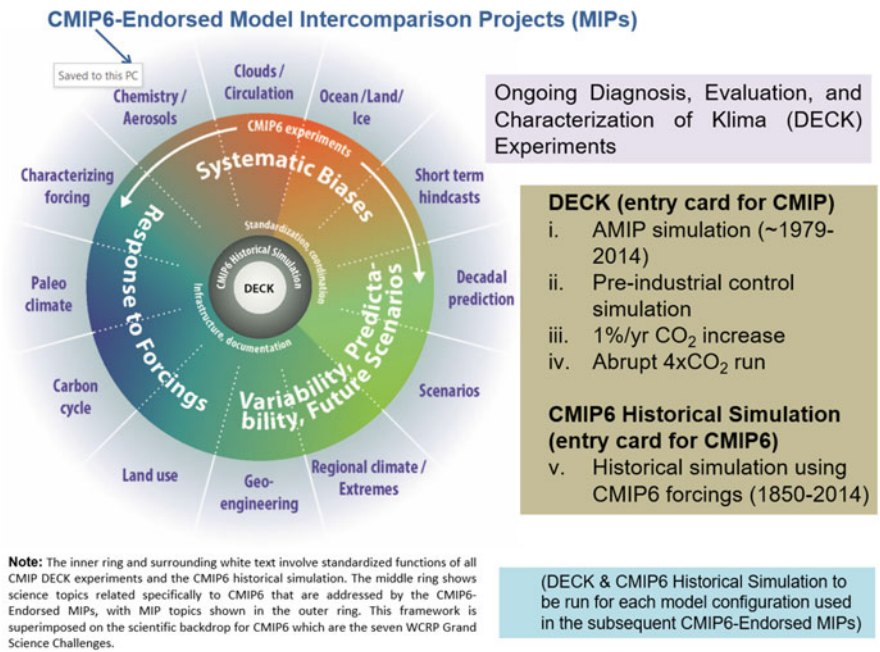 CMIP6-Endorsed Model Intercomparison Projects (MIPs)
Saved to this PC
Clouds /
Circulation
Chemistry /
Aerosols
Ocean /Land/
Ice
Characterizing
forcing
Short term
hindcasts
Paleo
climate
Decadal
prediction
Carbon
cycle
Scenarios
Land use
Geo-
engineering
Regional climate /
Extremes
CMIP6 experiments
Systematic Biases
Response to Forcings
Variability, Predicta-
bility, Future Scenarios
Standardization, coordination
Infrastructure, documentation
CMIP6 Historical Simulation
DECK
Ongoing Diagnosis, Evaluation, and
Characterization of Klima (DECK)
Experiments
DECK (entry card for CMIP)
i. AMIP simulation (~1979-
2014)
ii. Pre-industrial control
simulation
iii. 1%/yr CO₂ increase
iv. Abrupt 4xCO₂ run
CMIP6 Historical Simulation
(entry card for CMIP6)
v. Historical simulation using
CMIP6 forcings (1850-2014)
Note: The inner ring and surrounding white text involve standardized functions of all
CMIP DECK experiments and the CMIP6 historical simulation. The middle ring shows
science topics related specifically to CMIP6 that are addressed by the CMIP6-
Endorsed MIPs, with MIP topics shown in the outer ring. This framework is
superimposed on the scientific backdrop for CMIP6 which are the seven WCRP Grand
Science Challenges.
(DECK & CMIP6 Historical Simulation to
be run for each model configuration used
in the subsequent CMIP6-Endorsed MIPs)